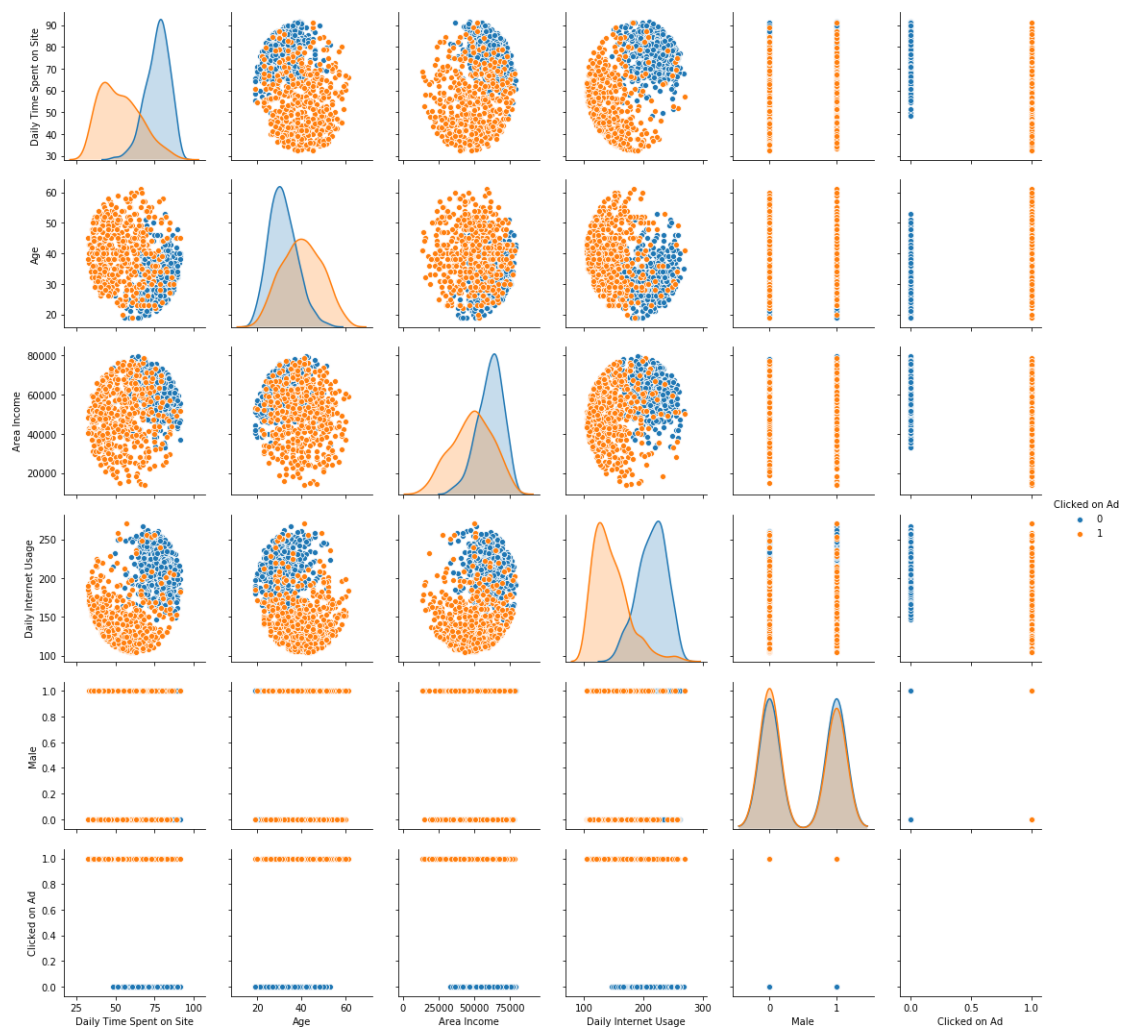 90
80
70
60
50
40
30
Daily Time Spent on Site
60
50
40
30
20
Age
80000
60000
40000
20000
Area Income
250
200
150
100
Daily Internet Usage
Clicked on Ad
0
1
1.0
0.8
0.6
0.4
0.2
0.0
Male
1.0
0.8
0.6
0.4
0.2
0.0
Clicked on Ad
25 50 75 100
20 40 60
0 25000 50000 75000
100 200 300
0 1
0.0 0.5 1.0
Daily Time Spent on Site
Age
Area Income
Daily Internet Usage
Male
Clicked on Ad